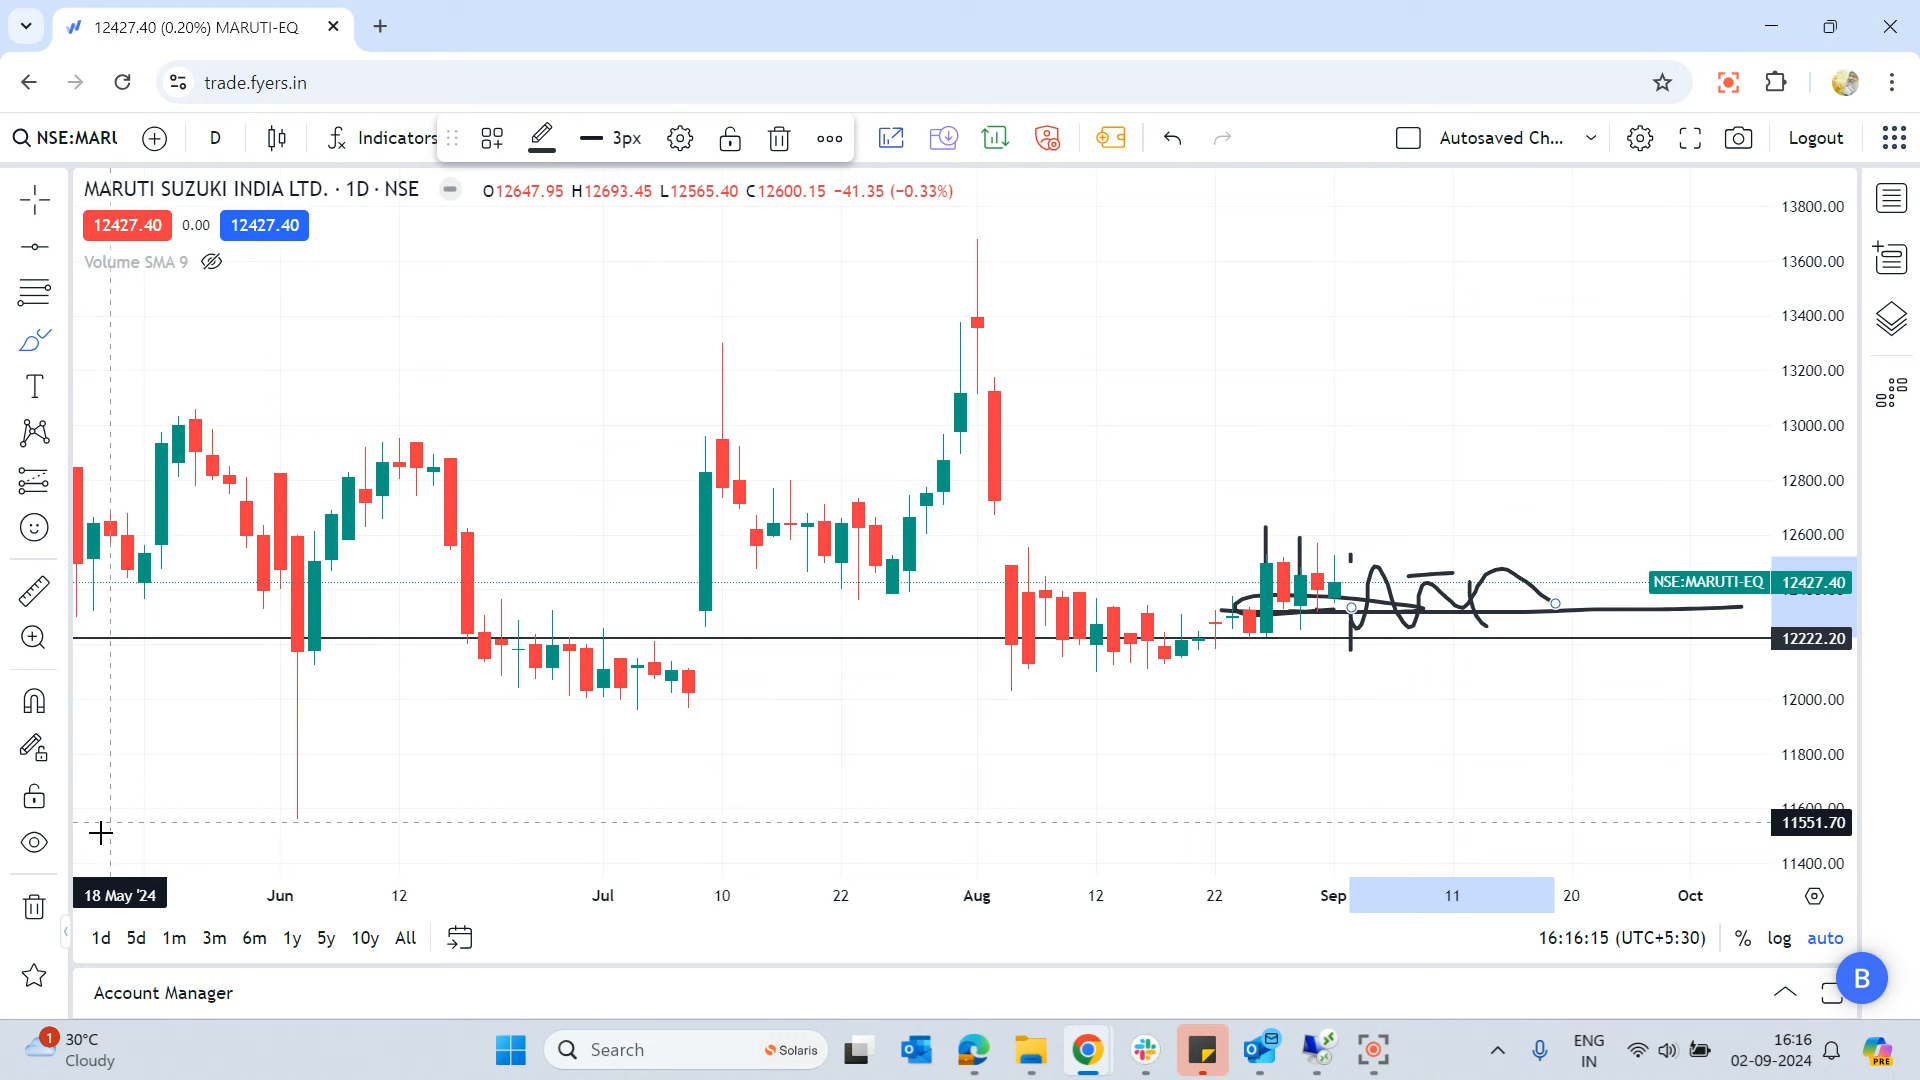 12427.40 (0.20%) MARUTI-EQ
trade.fyers.in
NSE:MARU
D
Indicators
3px
Autosaved Ch...
Logout
MARUTI SUZUKI INDIA LTD. · 1D · NSE
O12647.95 H12693.45 L12565.40 C12600.15 −41.35 (−0.33%)
12427.40 0.00 12427.40
Volume SMA 9
13800.00
13600.00
13400.00
13200.00
13000.00
12800.00
12600.00
NSE:MARUTI-EQ 12427.40
12222.20
12000.00
11800.00
11600.00
11551.70
11400.00
18 May '24 Jun 12 Jul 10 22 Aug 12 22 Sep 11 20 Oct
1d 5d 1m 3m 6m 1y 5y 10y All
16:16:15 (UTC+5:30) % log auto
B
Account Manager
1
30°C
Cloudy
Search
Solaris
ENG
IN
16:16
02-09-2024
PRE